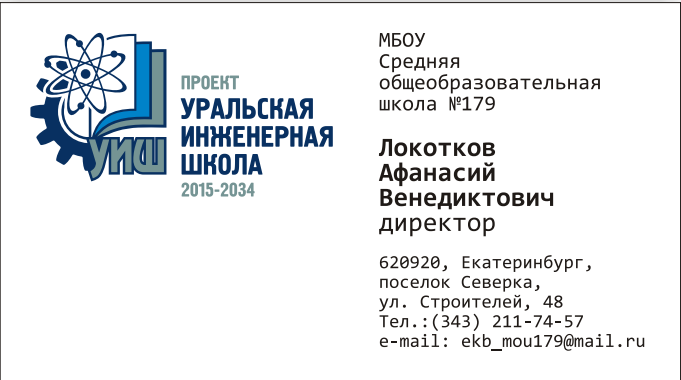 УИШ
ПРОЕКТ
УРАЛЬСКАЯ
ИНЖЕНЕРНАЯ
ШКОЛА
2015-2034
МБОУ
Средняя
общеобразовательная
школа №179
Локотков
Афанасий
Венедиктович
директор
620920, Екатеринбург,
поселок Северка,
ул. Строителей, 48
Тел.:(343) 211-74-57
e-mail: ekb_mou179@mail.ru